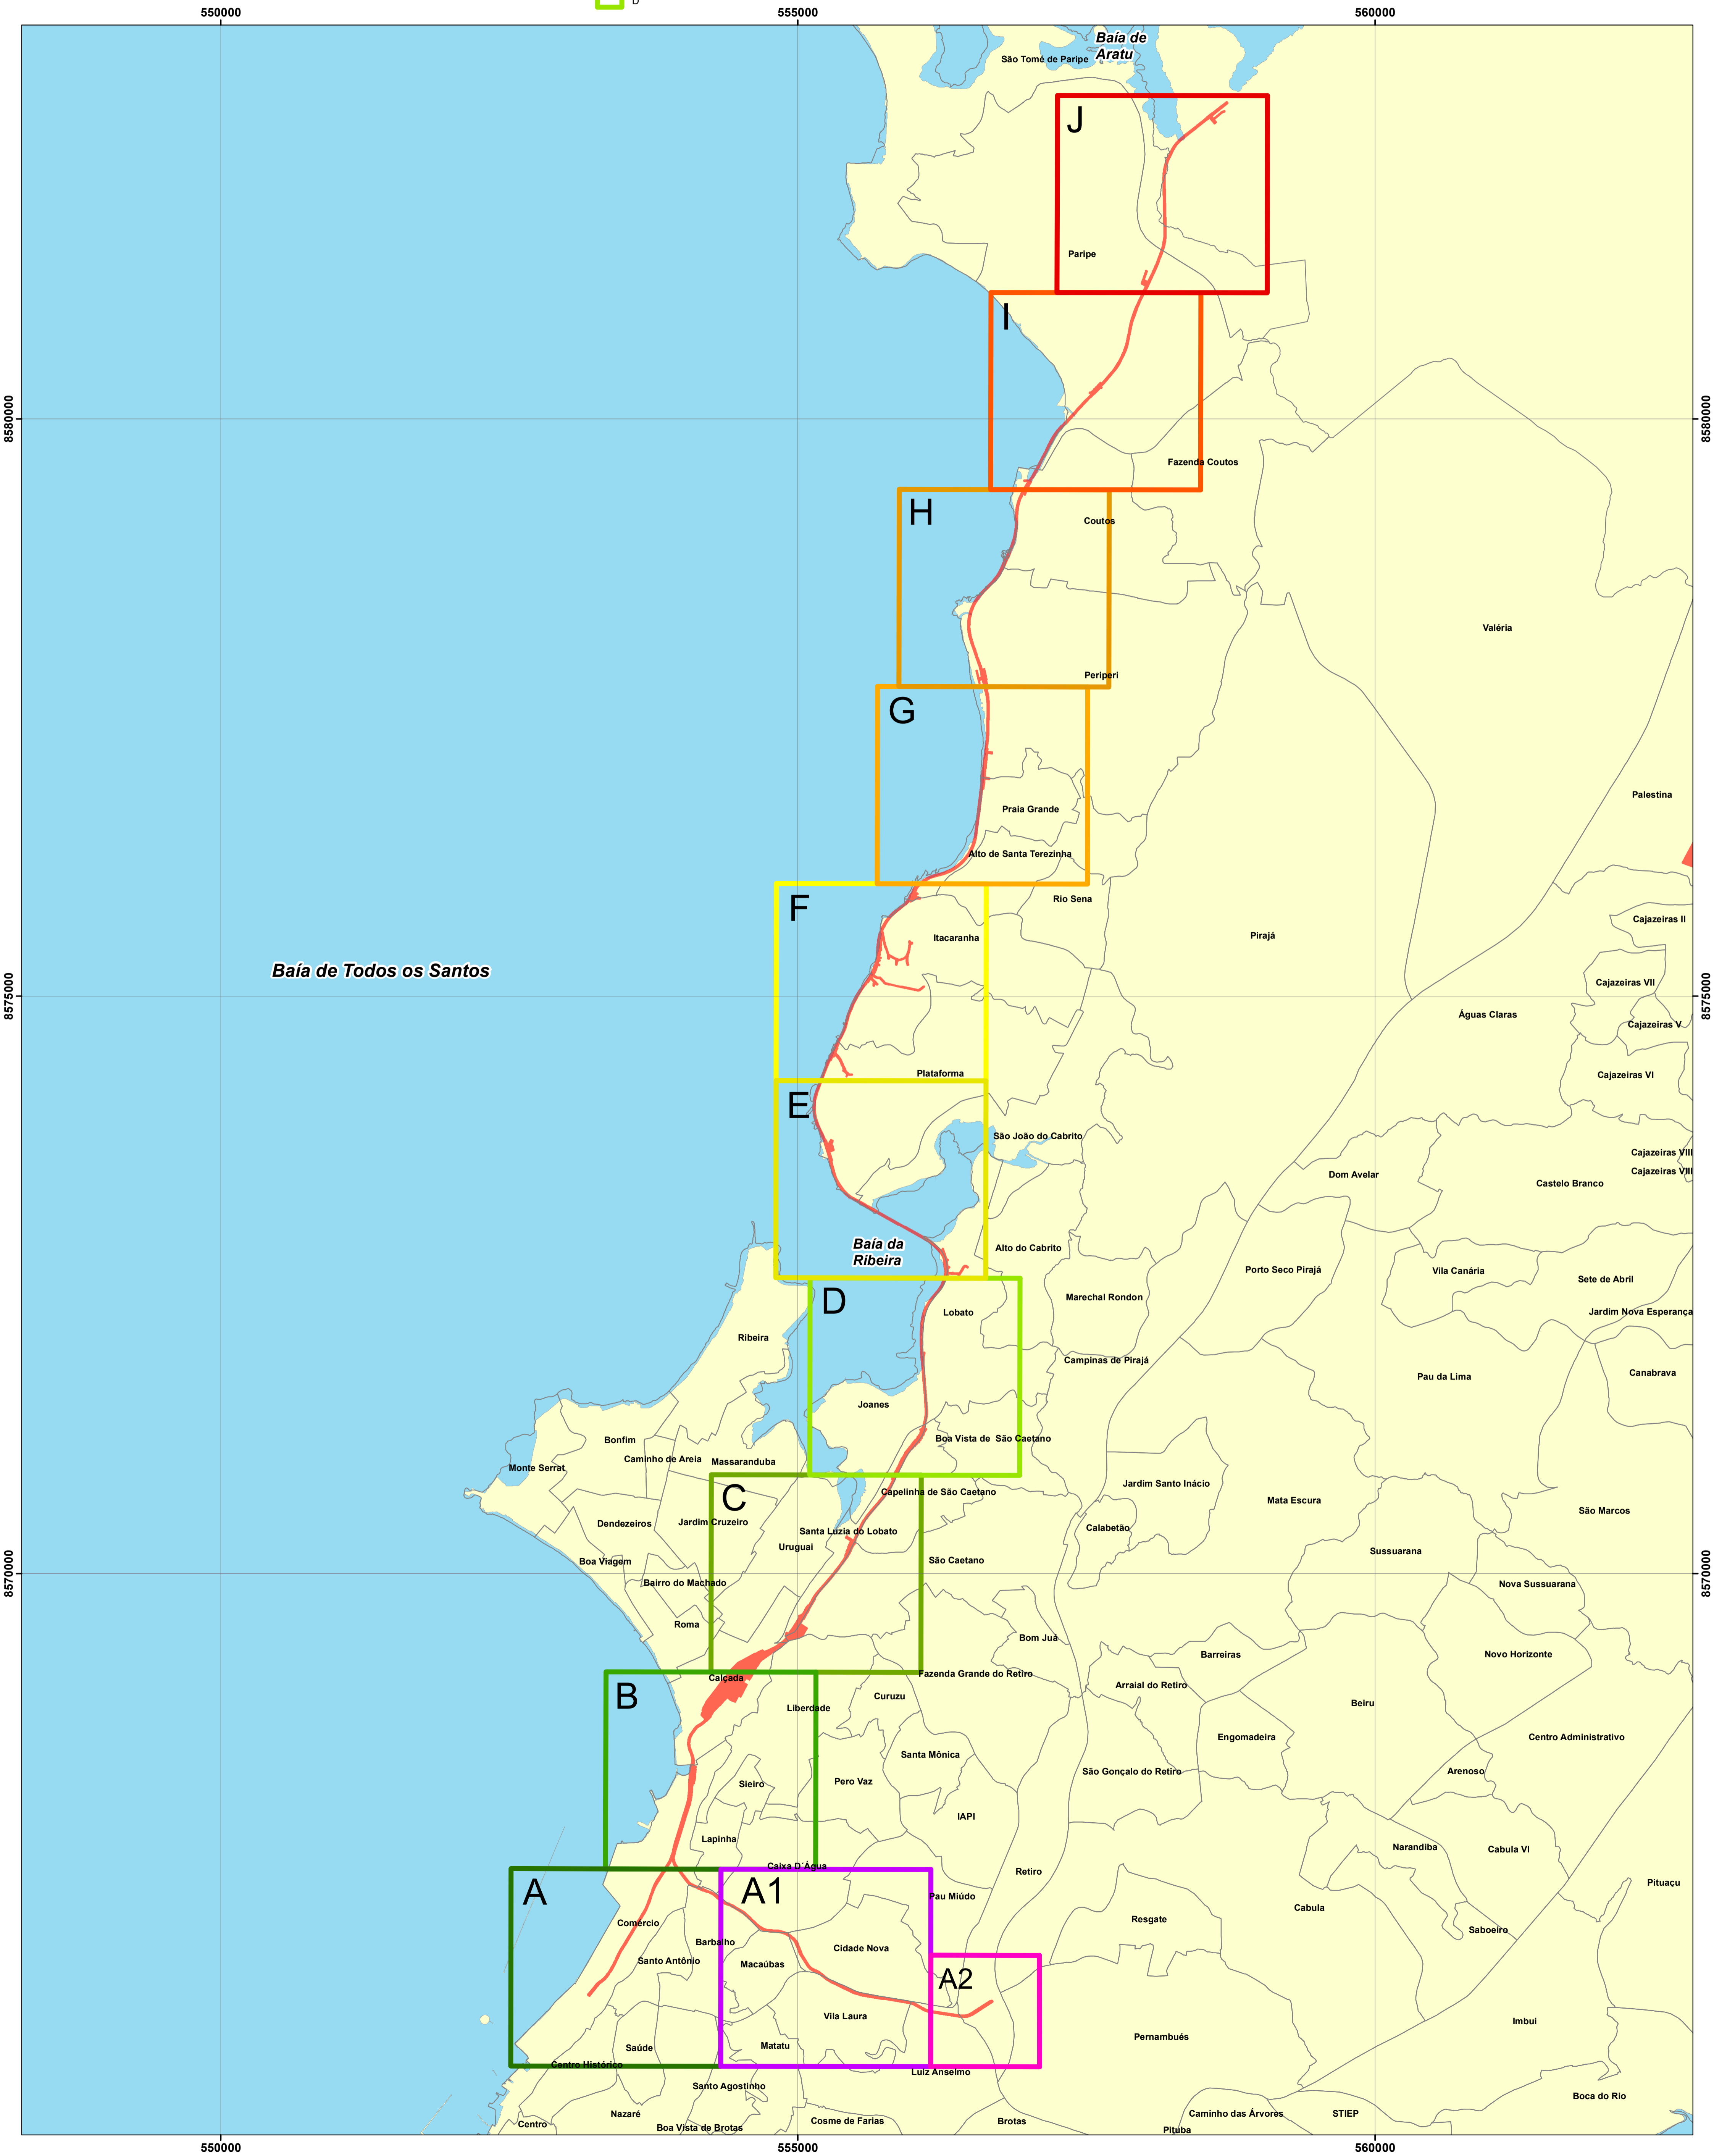 D
550000
555000
560000
Baía de
Aratu
São Tomé de Paripe
J
Paripe
I
8580000
8580000
Fazenda Coutos
H
Coutos
Valéria
Periperi
G
Palestina
Praia Grande
Alto de Santa Terezinha
F
Rio Sena
Cajazeiras II
Itacaranha
Pirajá
Baía de Todos os Santos
8575000
8575000
Cajazeiras VII
Águas Claras
Cajazeiras V
Plataforma
Cajazeiras VI
E
São João do Cabrito
Cajazeiras VIII
Cajazeiras VIII
Dom Avelar
Castelo Branco
Baía da
Ribeira
Alto do Cabrito
Porto Seco Pirajá
Vila Canária
Sete de Abril
D
Marechal Rondon
Lobato
Jardim Nova Esperança
Ribeira
Campinas de Pirajá
Pau da Lima
Canabrava
Joanes
Bonfim
Boa Vista de São Caetano
Caminho de Areia
Massaranduba
Monte Serrat
Jardim Santo Inácio
C
Capelinha de São Caetano
Mata Escura
São Marcos
Dendezeiros
Jardim Cruzeiro
Calabetão
Santa Luzia do Lobato
Uruguai
Sussuarana
Boa Viagem
São Caetano
8570000
8570000
Bairro do Machado
Nova Sussuarana
Roma
Bom Juá
Barreiras
Novo Horizonte
Fazenda Grande do Retiro
Calçada
Arraial do Retiro
B
Curuzu
Beiru
Liberdade
Engomadeira
Centro Administrativo
Santa Mônica
São Gonçalo do Retiro
Arenoso
Sieiro
Pero Vaz
IAPI
Lapinha
Narandiba
Cabula VI
Caixa D´Água
Retiro
Pituaçu
A
A1
Pau Miúdo
Cabula
Comércio
Resgate
Saboeiro
Barbalho
Cidade Nova
Santo Antônio
Macaúbas
A2
Vila Laura
Imbui
Pernambués
Saúde
Matatu
Centro Histórico
Luiz Anselmo
Santo Agostinho
Boca do Rio
Nazaré
Caminho das Árvores
STIEP
Centro
Boa Vista de Brotas
Cosme de Farias
Brotas
Pituba
550000
555000
560000